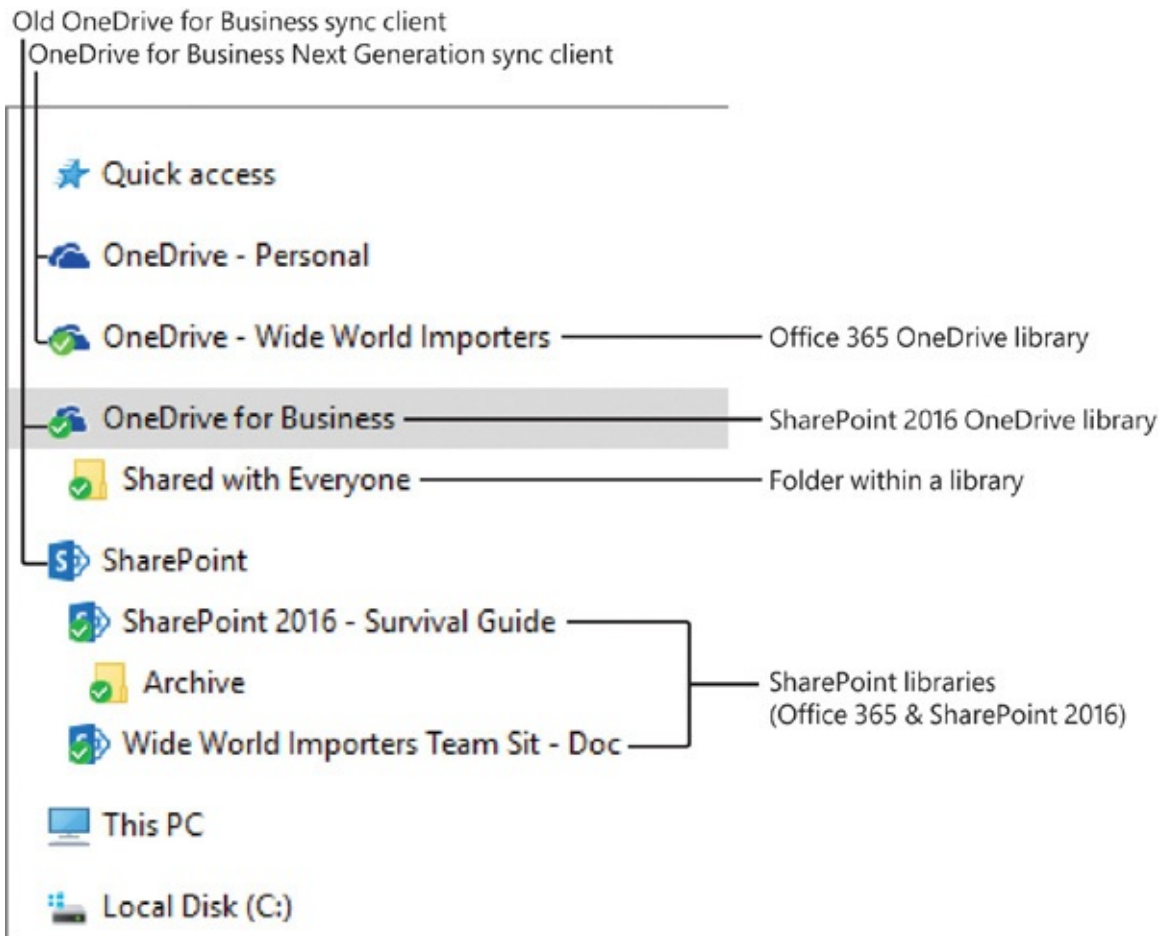 Old OneDrive for Business sync client
OneDrive for Business Next Generation sync client
Quick access
OneDrive - Personal
OneDrive - Wide World Importers
Office 365 OneDrive library
OneDrive for Business
SharePoint 2016 OneDrive library
Shared with Everyone
Folder within a library
SharePoint
SharePoint 2016 - Survival Guide
Archive
SharePoint libraries
(Office 365 & SharePoint 2016)
Wide World Importers Team Sit - Doc
This PC
Local Disk (C:)